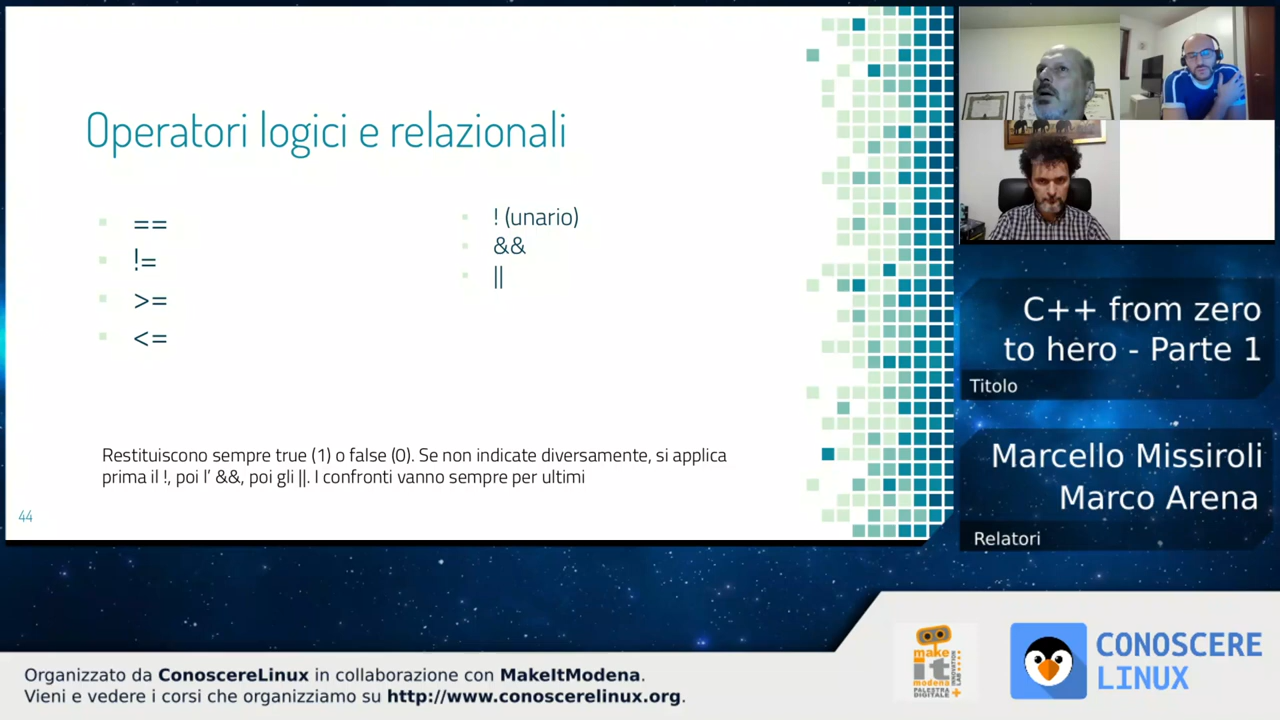 Operatori logici e relazionali
==
!=
>=
<=
! (unario)
&&
||
Restituiscono sempre true (1) o false (0). Se non indicate diversamente, si applica
prima il !, poi l’ &&, poi gli ||. I confronti vanno sempre per ultimi
44
C++ from zero
to hero - Parte 1
Titolo
Marcello Missiroli
Marco Arena
Relatori
Organizzato da ConoscereLinux in collaborazione con MakeItModena.
Vieni e vedere i corsi che organizziamo su http://www.conoscerelinux.org.
make
it
modena
PALESTRA
DIGITALE
INNOVATION
LAB
CONOSCERE
LINUX